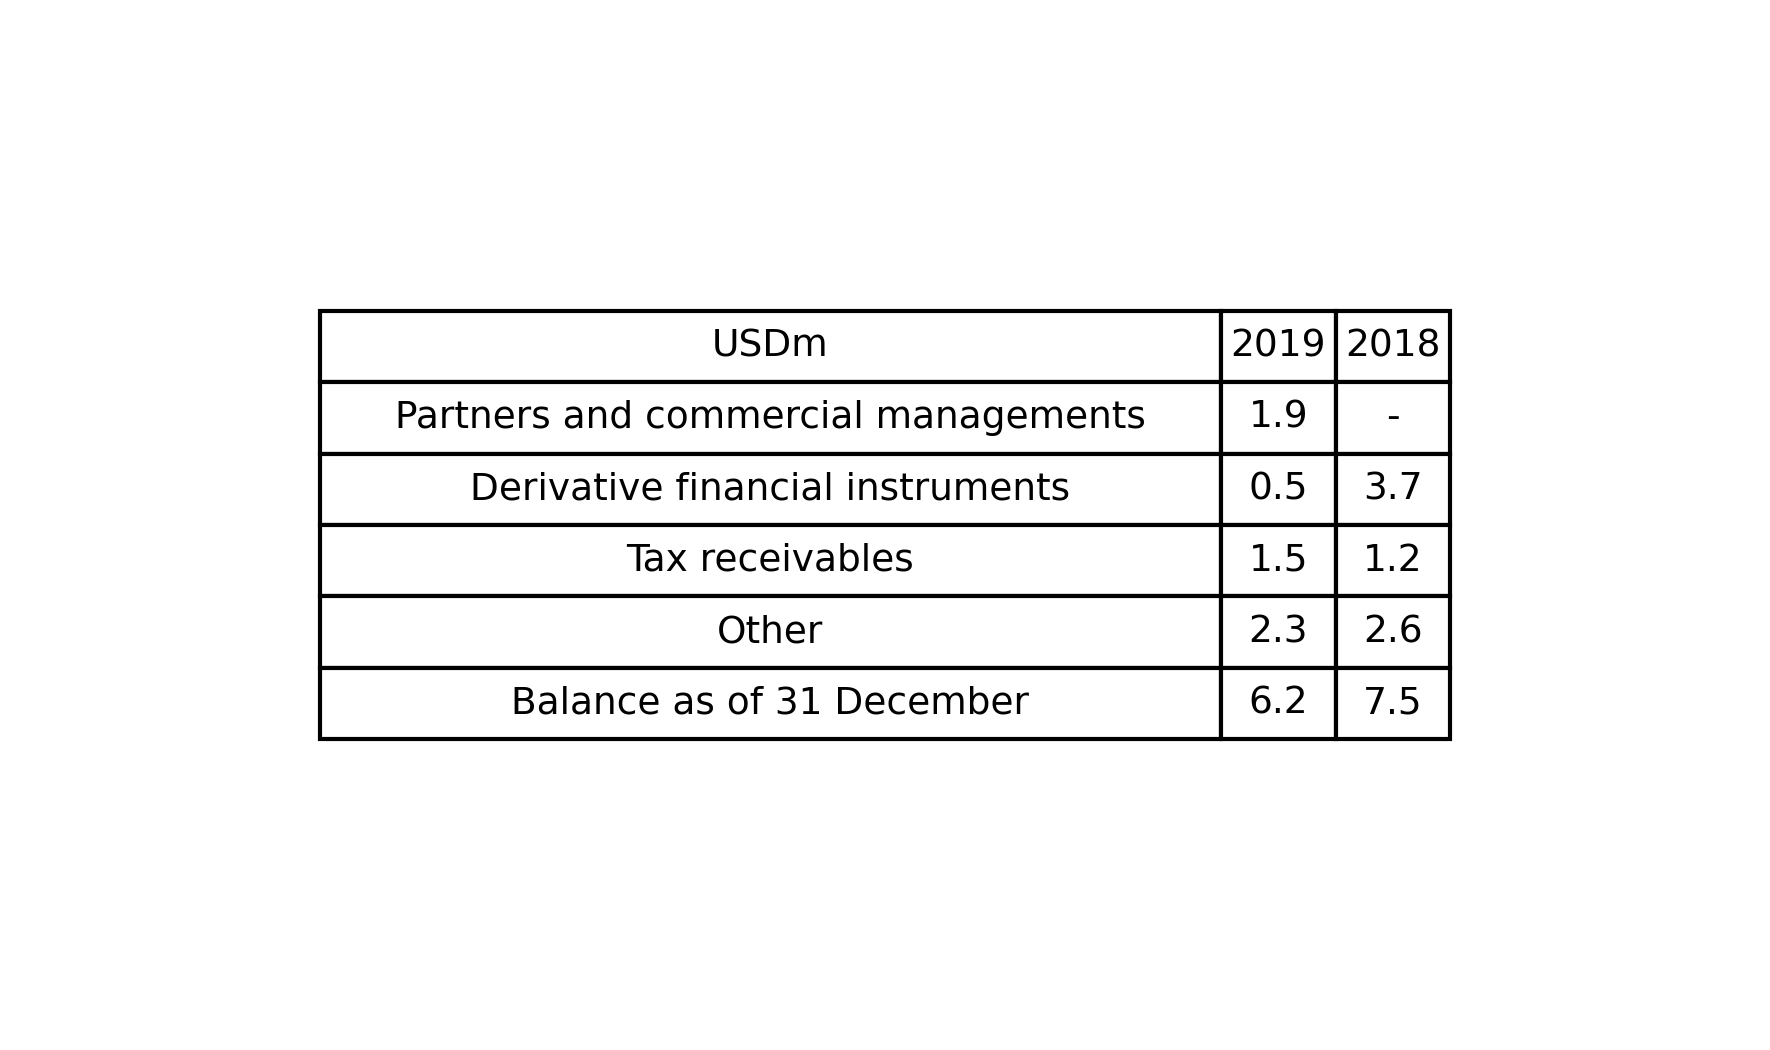 USDm 2019 2018
Partners and commercial managements 1.9 -
Derivative financial instruments 0.5 3.7
Tax receivables 1.5 1.2
Other 2.3 2.6
Balance as of 31 December 6.2 7.5